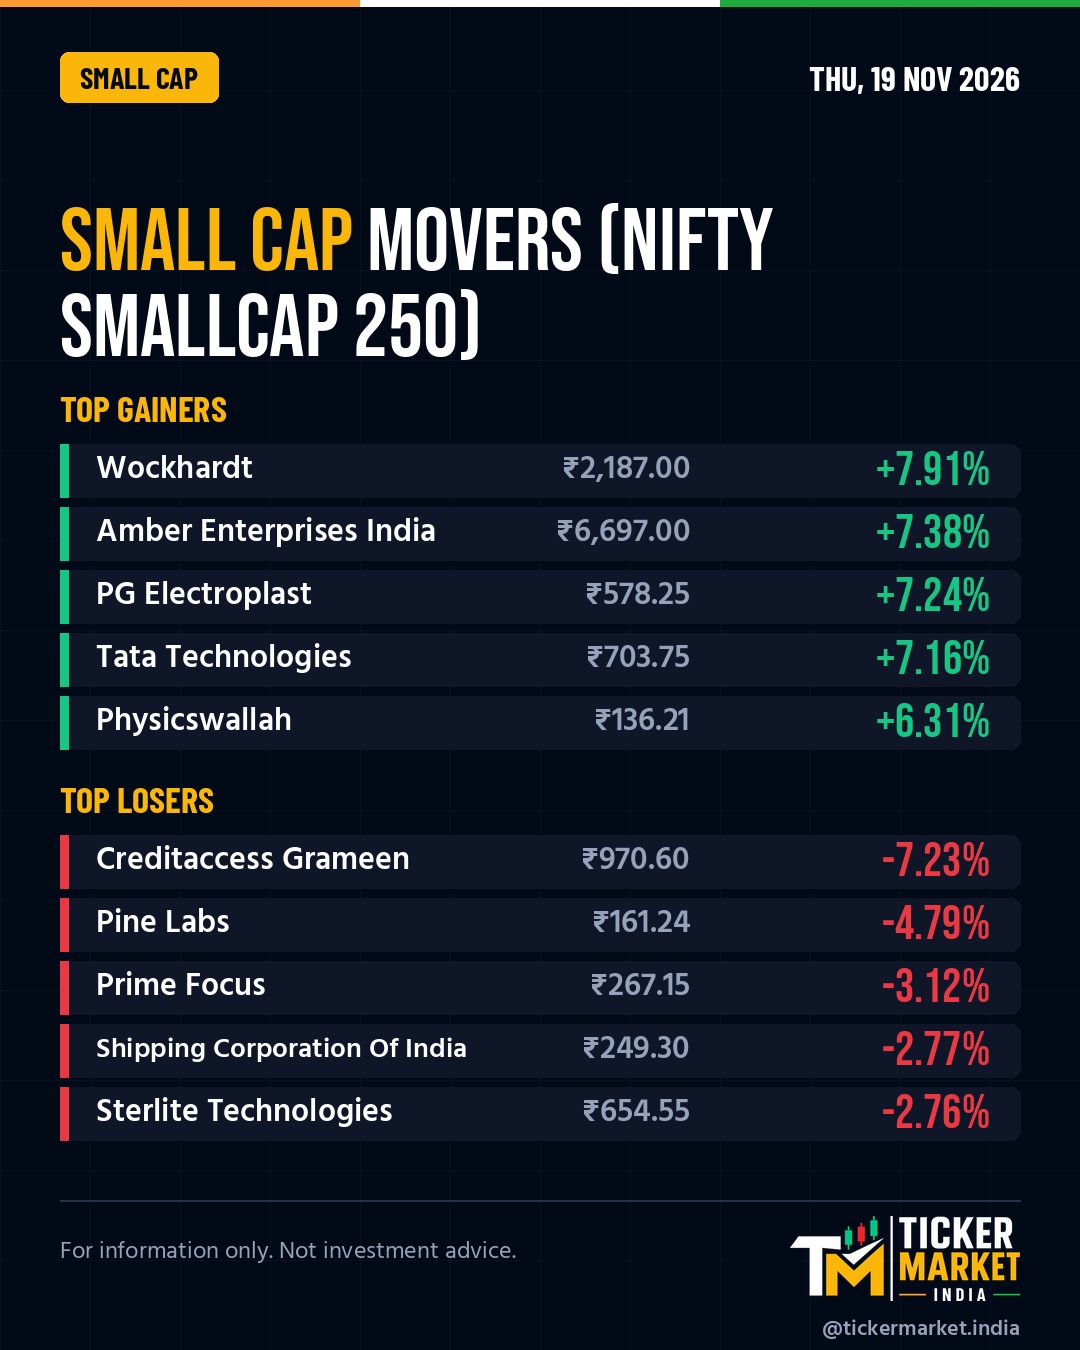 SMALL CAP
THU, 19 NOV 2026
SMALL CAP MOVERS (NIFTY
SMALLCAP 250)
TOP GAINERS
Wockhardt ₹2,187.00 +7.91%
Amber Enterprises India ₹6,697.00 +7.38%
PG Electroplast ₹578.25 +7.24%
Tata Technologies ₹703.75 +7.16%
Physicswallah ₹136.21 +6.31%
TOP LOSERS
Creditaccess Grameen ₹970.60 -7.23%
Pine Labs ₹161.24 -4.79%
Prime Focus ₹267.15 -3.12%
Shipping Corporation Of India ₹249.30 -2.77%
Sterlite Technologies ₹654.55 -2.76%
For information only. Not investment advice.
TM
TICKER
MARKET
INDIA
@tickermarket.india